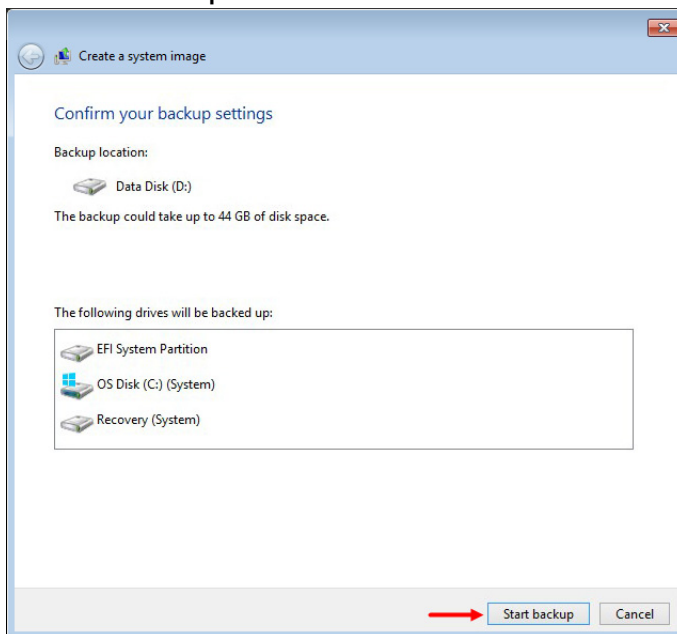 Create a system image
Confirm your backup settings
Backup location:
Data Disk (D:)
The backup could take up to 44 GB of disk space.
The following drives will be backed up:
EFI System Partition
OS Disk (C:) (System)
Recovery (System)
Start backup Cancel